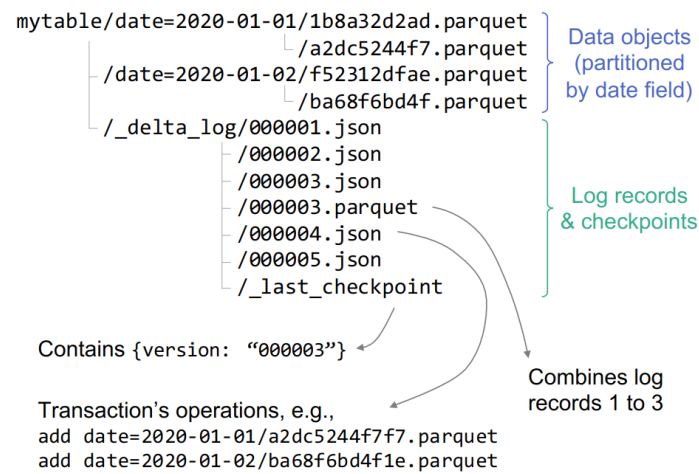 mytable/date=2020-01-01/1b8a32d2ad.parquet
/a2dc5244f7.parquet
/date=2020-01-02/f52312dfae.parquet
/ba68f6bd4f.parquet
/_delta_log/000001.json
/000002.json
/000003.json
/000003.parquet
/000004.json
/000005.json
/_last_checkpoint
Data objects
(partitioned
by date field)
Log records
& checkpoints
Contains {version: “000003”}
Combines log
records 1 to 3
Transaction’s operations, e.g.,
add date=2020-01-01/a2dc5244f7f7.parquet
add date=2020-01-02/ba68f6bd4f1e.parquet